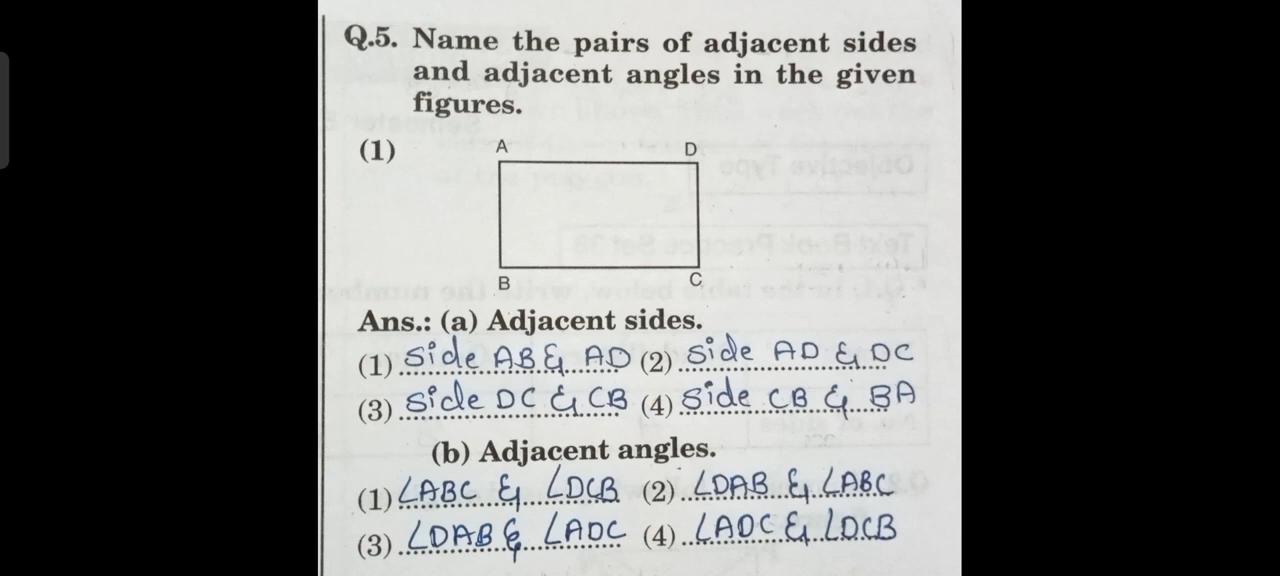 Q.5. Name the pairs of adjacent sides
and adjacent angles in the given
figures.
(1)
A D
B C
Ans.: (a) Adjacent sides.
(1) side AB & AD (2) side AD & DC
(3) side DC & CB (4) side CB & BA
(b) Adjacent angles.
(1) ∠ABC & ∠DCB (2) ∠DAB & ∠ABC
(3) ∠DAB & ∠ADC (4) ∠ADC & ∠DCB